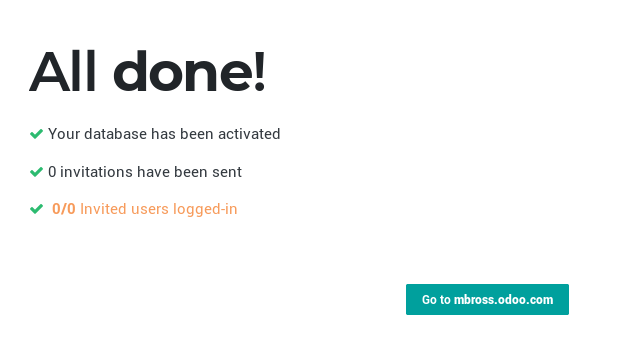 All done!
Your database has been activated
0 invitations have been sent
0/0 Invited users logged-in
Go to mbross.odoo.com